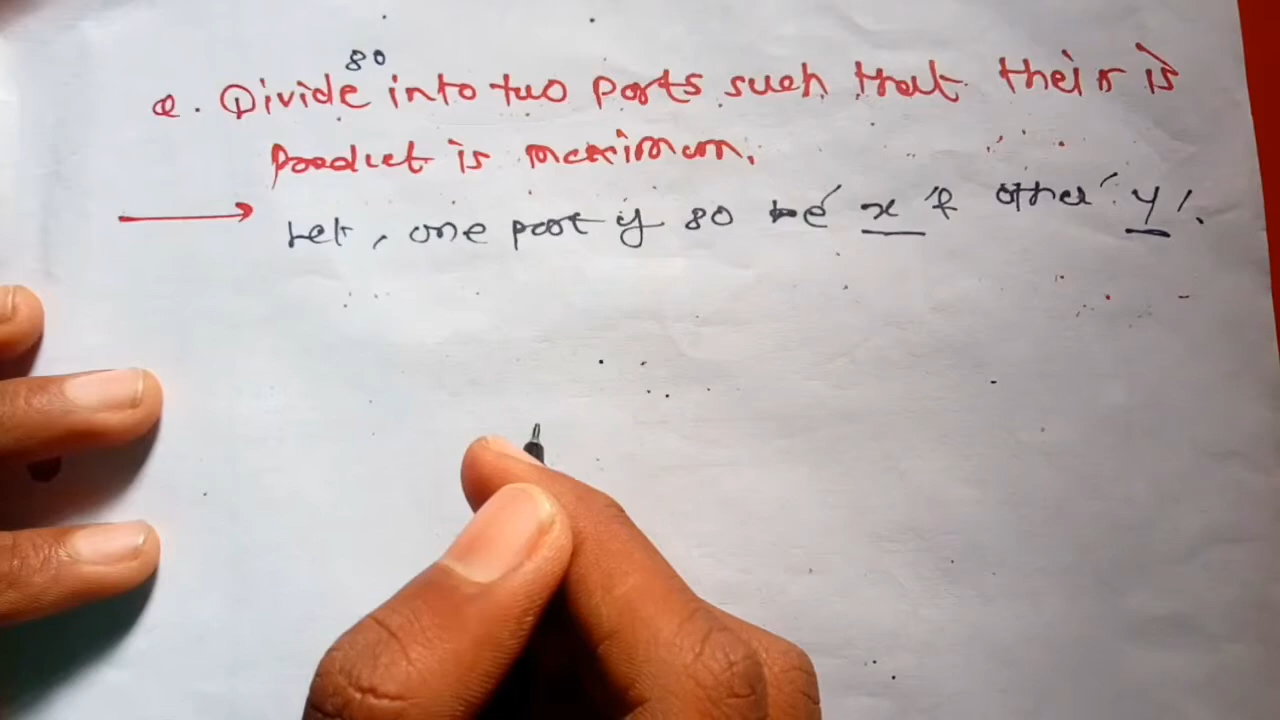 80
Q. Divide into two parts such that their is
product is maximum.
Let, one part of 80 be 'x' & other 'y'.